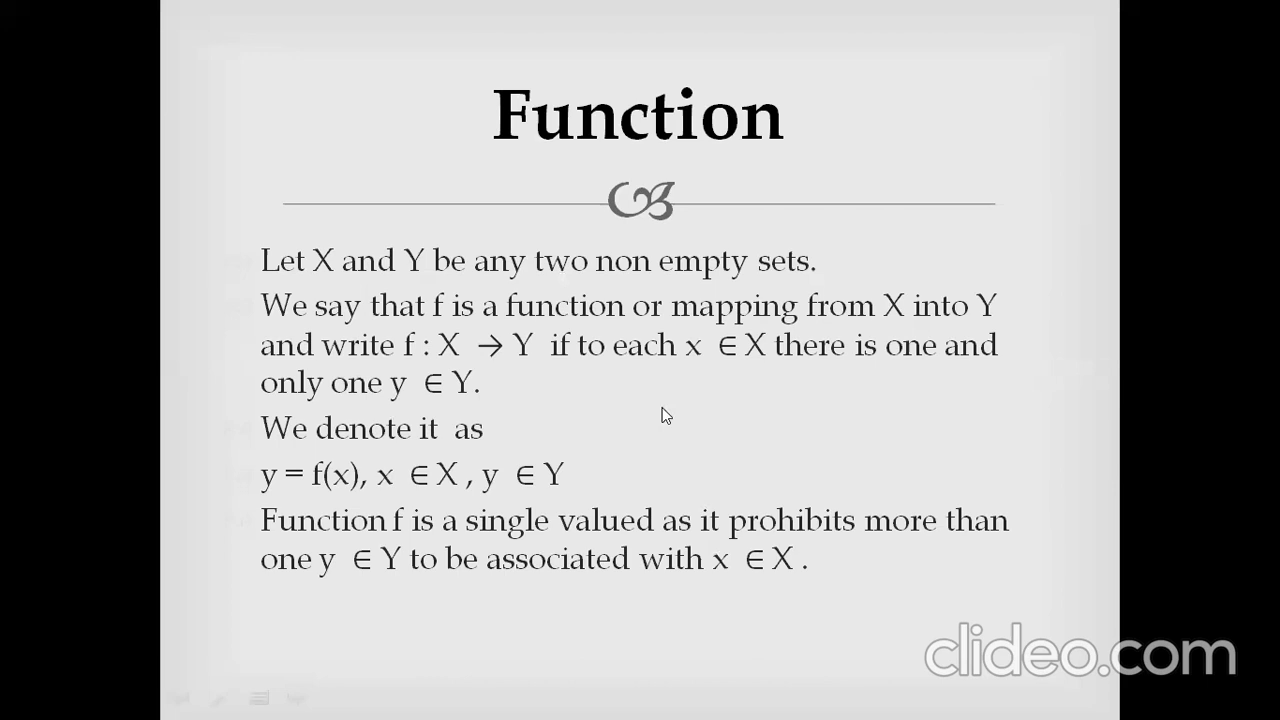 Function
Let X and Y be any two non empty sets.
We say that f is a function or mapping from X into Y
and write f : X → Y if to each x ∈ X there is one and
only one y ∈ Y.
We denote it as
y = f(x), x ∈ X , y ∈ Y
Function f is a single valued as it prohibits more than
one y ∈ Y to be associated with x ∈ X .
clideo.com